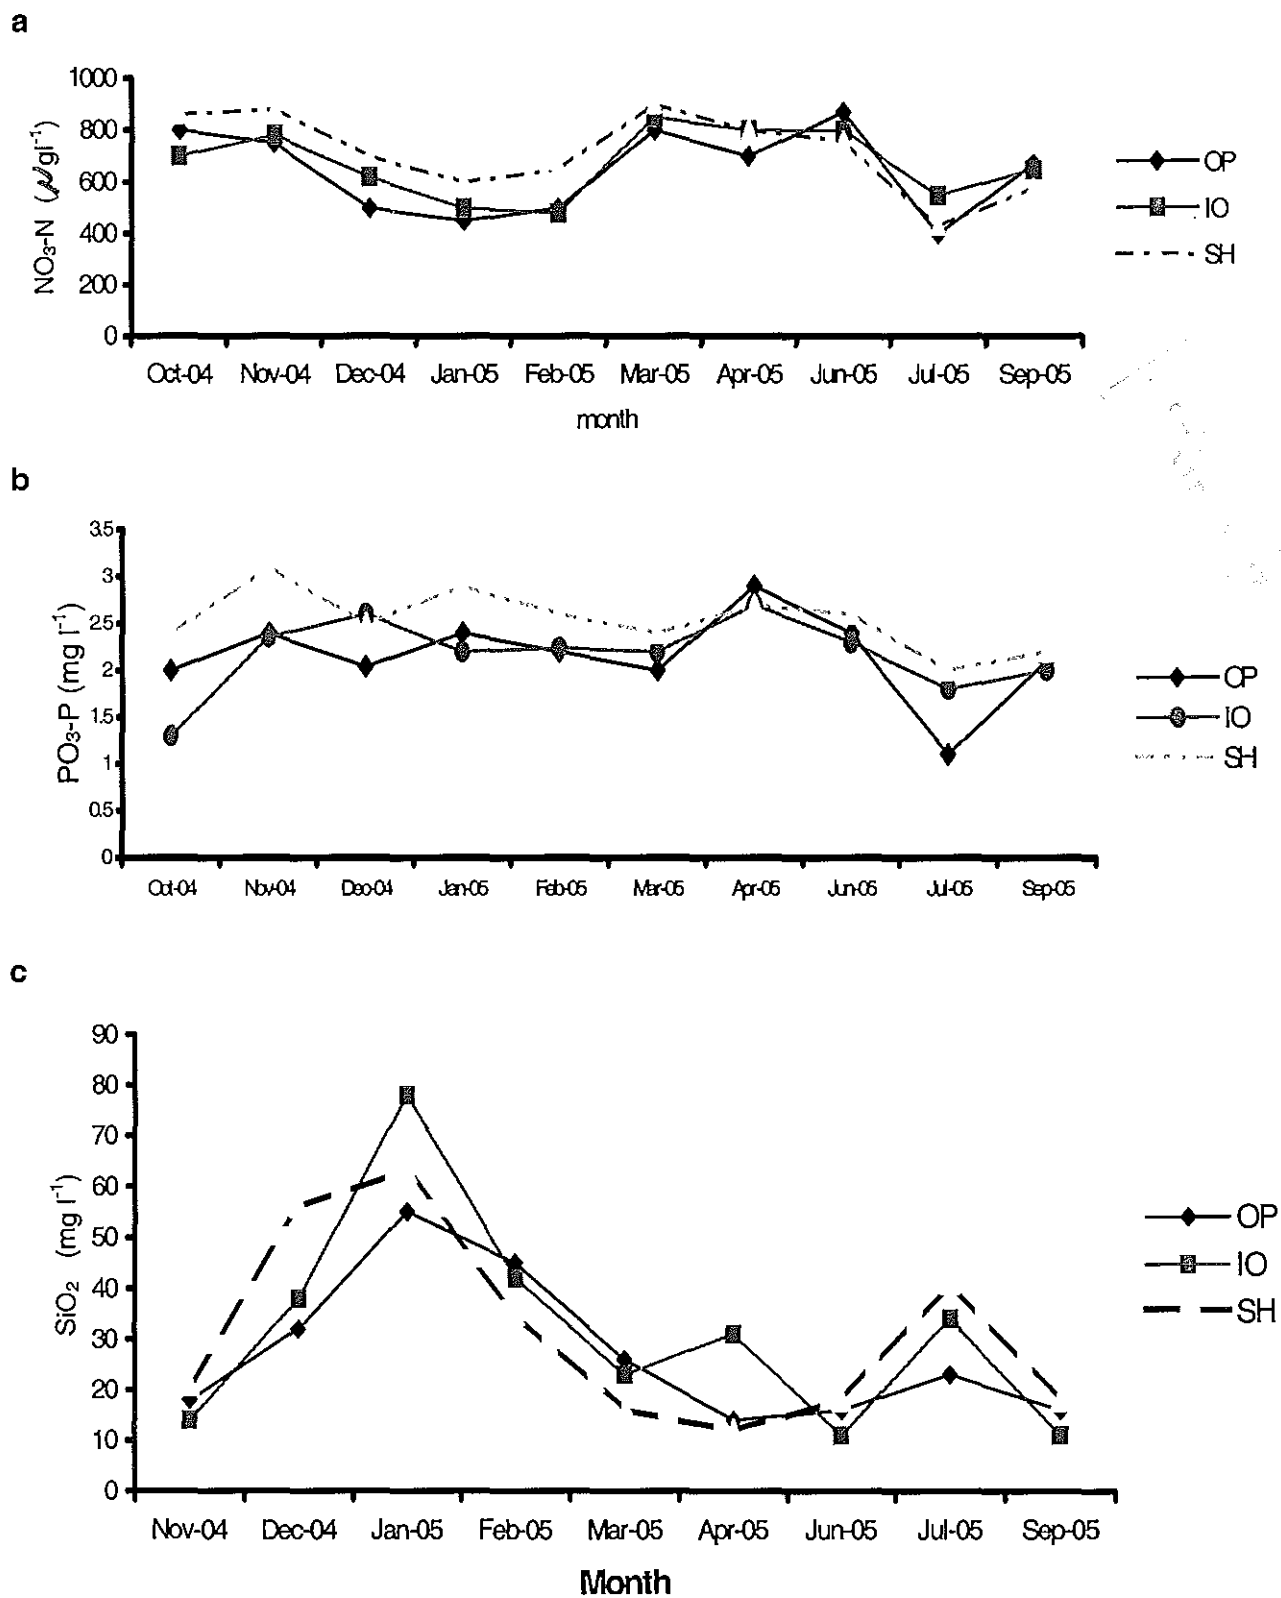 a
1000
800
600
400
200
0
NO₃-N (µgl⁻¹)
Oct-04 Nov-04 Dec-04 Jan-05 Feb-05 Mar-05 Apr-05 Jun-05 Jul-05 Sep-05
month
OP
IO
SH
b
3.5
3
2.5
2
1.5
1
0.5
0
PO₃-P (mg l⁻¹)
Oct-04 Nov-04 Dec-04 Jan-05 Feb-05 Mar-05 Apr-05 Jun-05 Jul-05 Sep-05
OP
IO
SH
c
90
80
70
60
50
40
30
20
10
0
SiO₂ (mg l⁻¹)
Nov-04 Dec-04 Jan-05 Feb-05 Mar-05 Apr-05 Jun-05 Jul-05 Sep-05
Month
OP
IO
SH